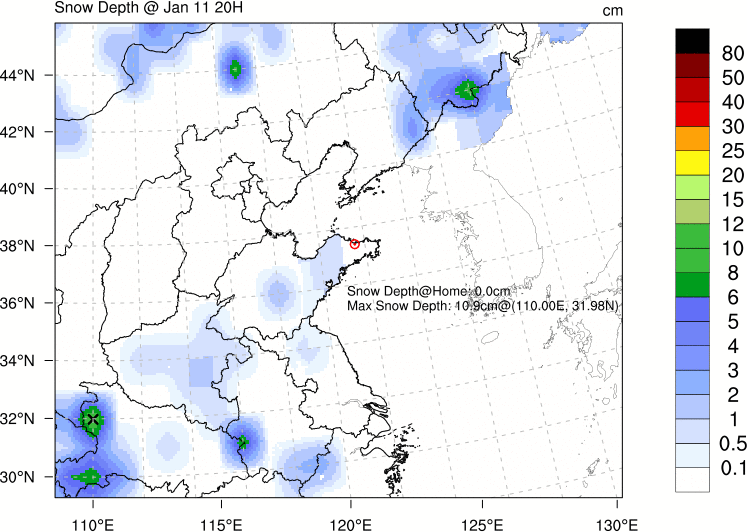 Snow Depth @ Jan 11 20H
cm
44°N
42°N
40°N
38°N
36°N
34°N
32°N
30°N
110°E
115°E
120°E
125°E
130°E
Snow Depth@Home: 0.0cm
Max Snow Depth: 10.9cm@(110.00E, 31.98N)
80
50
40
30
25
20
15
12
10
8
6
5
4
3
2
1
0.5
0.1